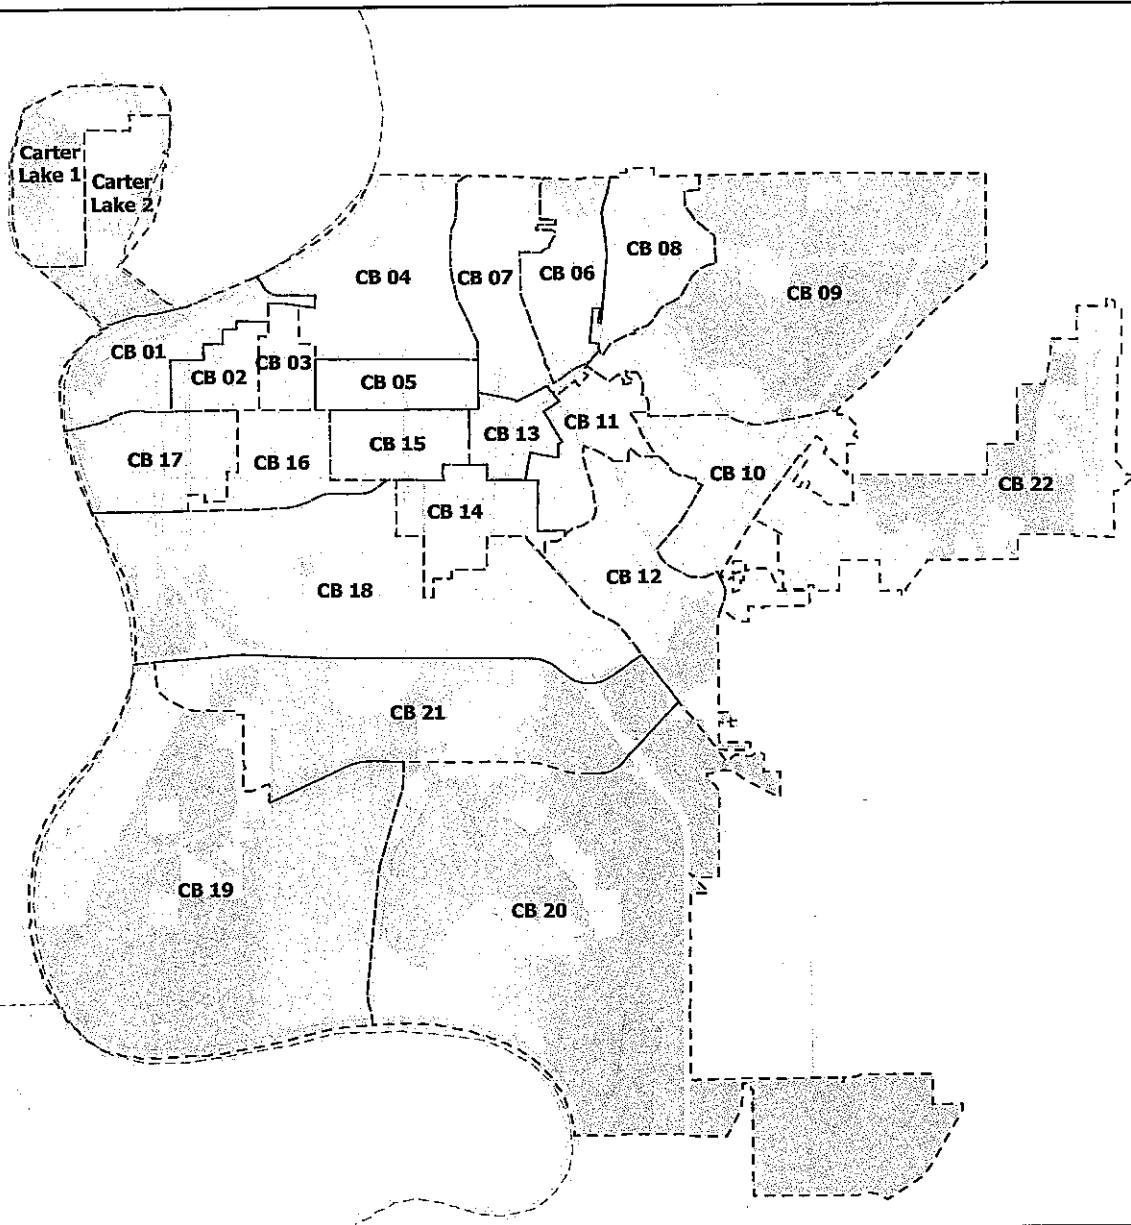 Carter
Lake 1
Carter
Lake 2
CB 08
CB 04
CB 07
CB 06
CB 09
CB 01
CB 02
CB 03
CB 05
CB 11
CB 13
CB 15
CB 17
CB 16
CB 10
CB 22
CB 14
CB 12
CB 18
CB 21
CB 19
CB 20